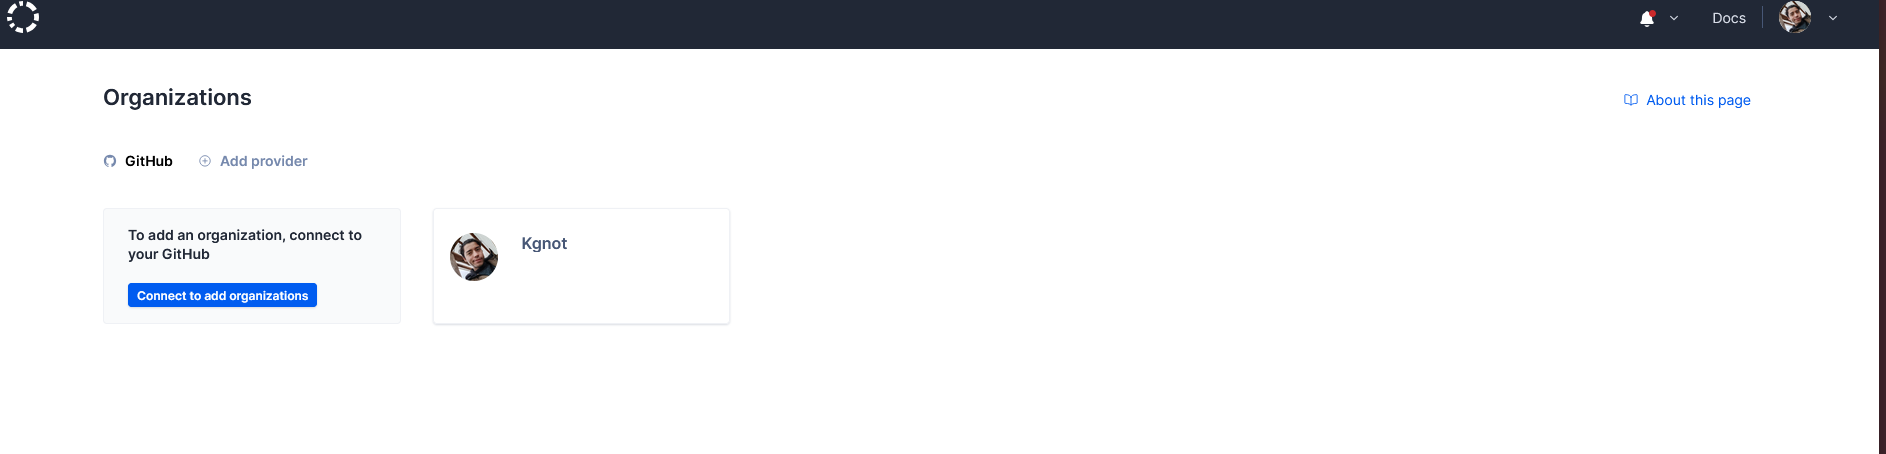 Docs
Organizations
About this page
GitHub
Add provider
To add an organization, connect to
your GitHub
Connect to add organizations
Kgnot